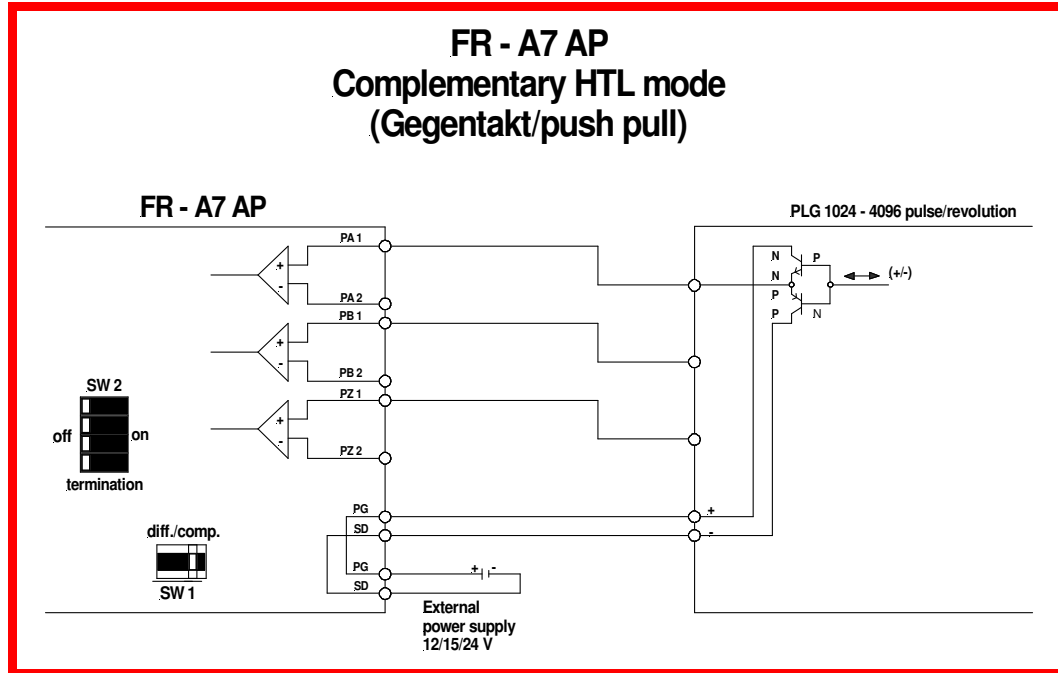 FR - A7 AP
Complementary HTL mode
(Gegentakt/push pull)
FR - A7 AP
PLG 1024 - 4096 pulse/revolution
PA 1
+
-
PA 2
PB 1
+
-
PB 2
PZ 1
+
-
PZ 2
N
P
N
P
P
N
(+/-)
SW 2
off
on
termination
diff./comp.
SW 1
PG
+
SD
-
PG
+ -
SD
External
power supply
12/15/24 V